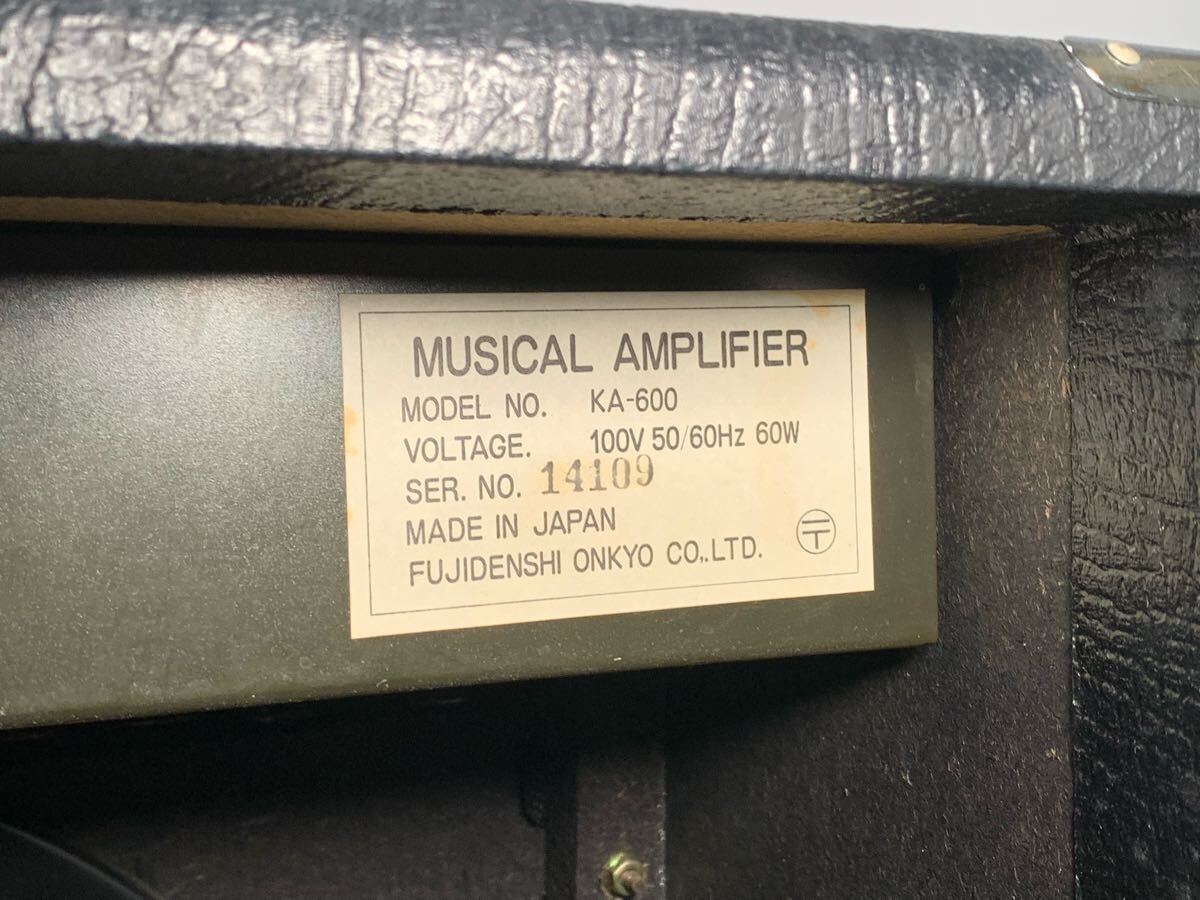 MUSICAL AMPLIFIER
MODEL NO. KA-600
VOLTAGE. 100V 50/60Hz 60W
SER. NO. 14109
MADE IN JAPAN
FUJIDENSHI ONKYO CO,.LTD. 〶